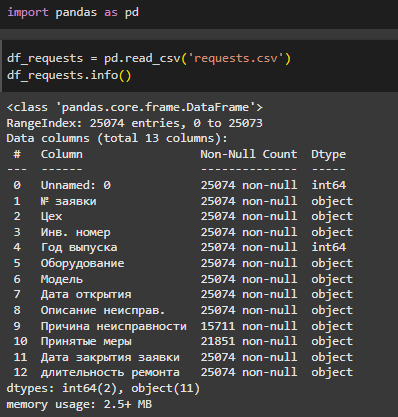 import pandas as pd
df_requests = pd.read_csv('requests.csv')
df_requests.info()
<class 'pandas.core.frame.DataFrame'>
RangeIndex: 25074 entries, 0 to 25073
Data columns (total 13 columns):
 #   Column               Non-Null Count  Dtype
---  ------               --------------  -----
 0   Unnamed: 0           25074 non-null  int64
 1   № заявки             25074 non-null  object
 2   Цех                  25074 non-null  object
 3   Инв. номер           25074 non-null  object
 4   Год выпуска          25074 non-null  int64
 5   Оборудование         25074 non-null  object
 6   Модель               25074 non-null  object
 7   Дата открытия        25074 non-null  object
 8   Описание неисправ.   25074 non-null  object
 9   Причина неисправности  15711 non-null  object
 10  Принятые меры        21851 non-null  object
 11  Дата закрытия заявки  25074 non-null  object
 12  длительность ремонта  25074 non-null  object
dtypes: int64(2), object(11)
memory usage: 2.5+ MB